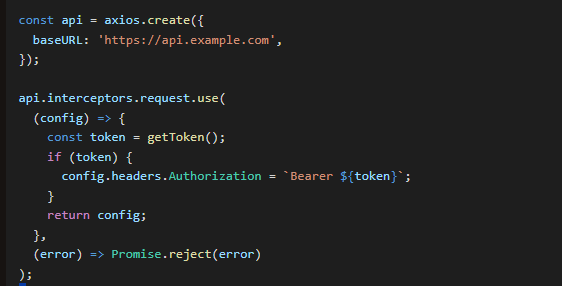 const api = axios.create({
  baseURL: 'https://api.example.com',
});

api.interceptors.request.use(
  (config) => {
    const token = getToken();
    if (token) {
      config.headers.Authorization = `Bearer ${token}`;
    }
    return config;
  },
  (error) => Promise.reject(error)
);